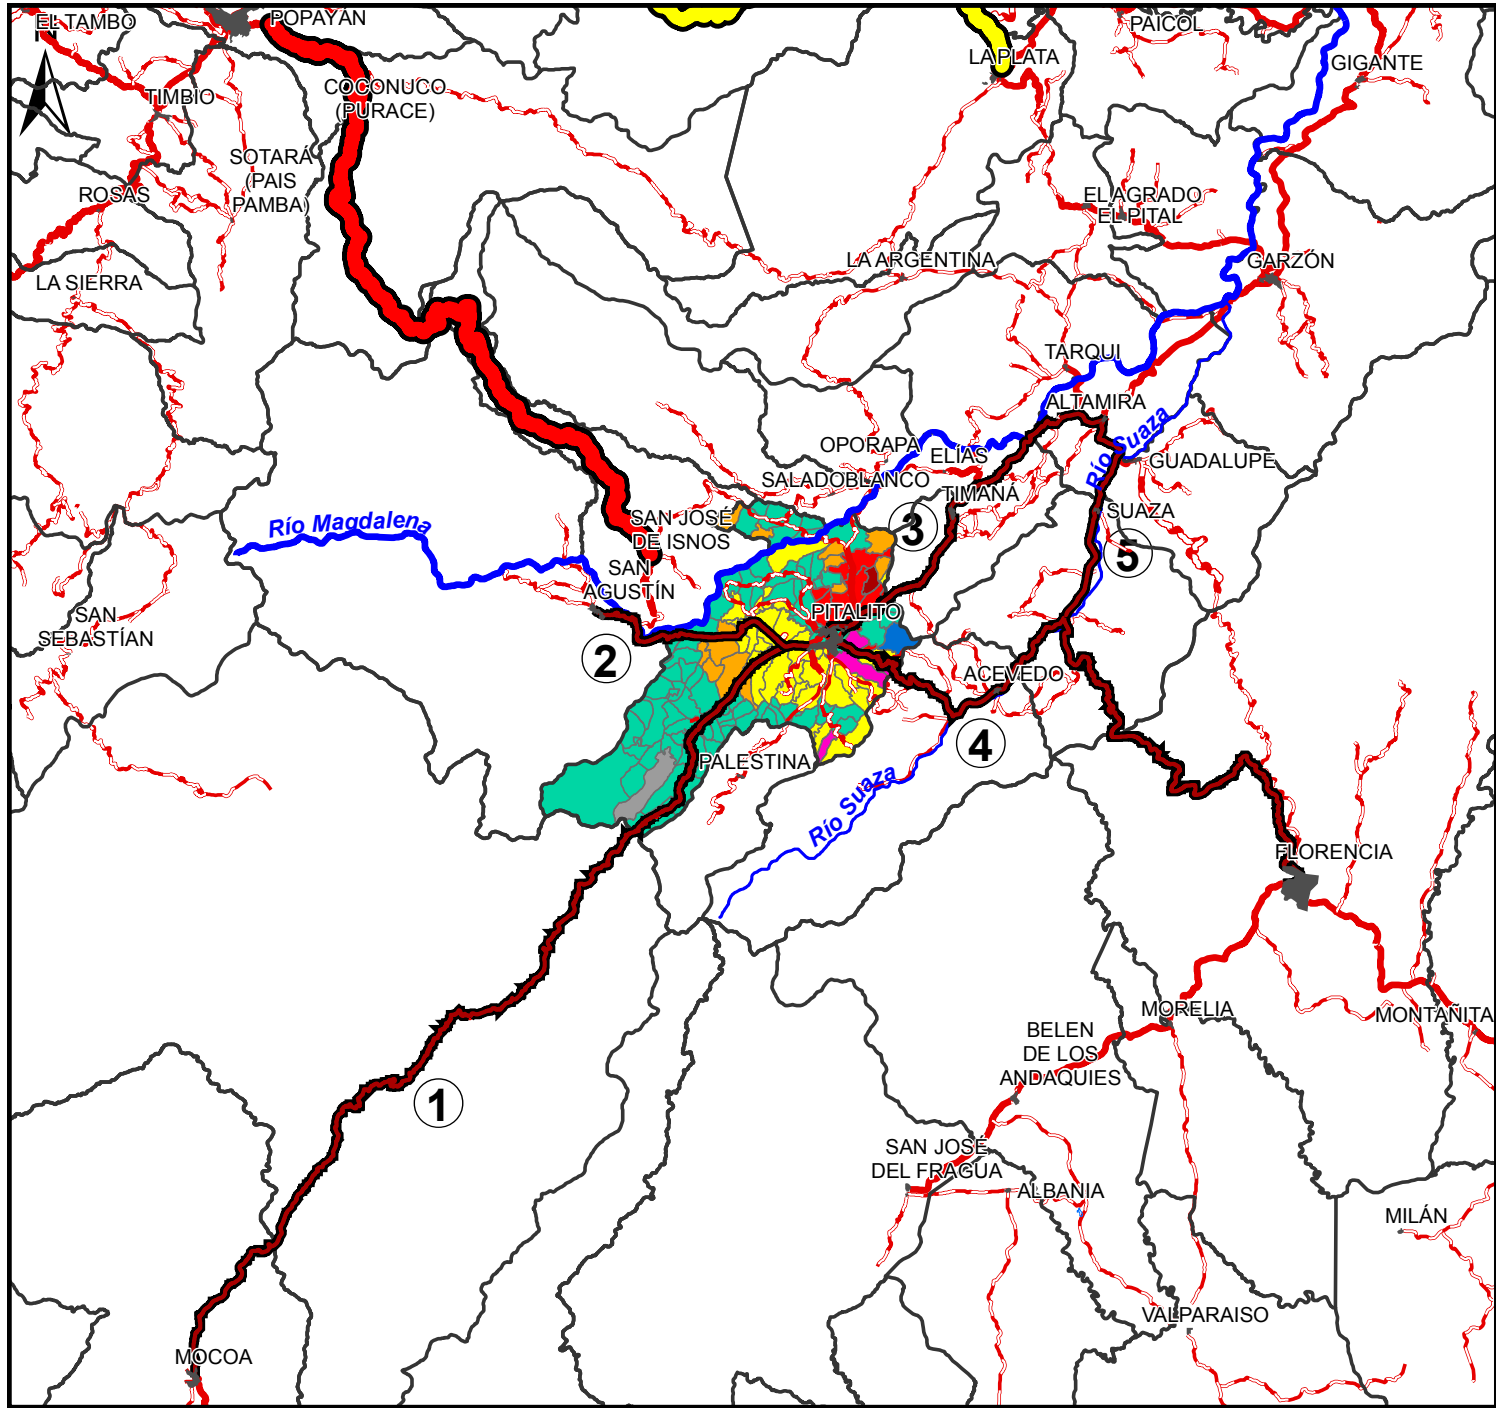 EL TAMBO
POPAYÁN
PAICOL
N
LA PLATA
GIGANTE
TIMBIO
COCONUCO
(PURACE)
SOTARÁ
(PAIS
PAMBA)
ROSAS
EL AGRADO
EL PITAL
LA ARGENTINA
GARZÓN
LA SIERRA
TARQUI
ALTAMIRA
Río Suaza
OPORAPA
ELIAS
GUADALUPE
SALADOBLANCO
TIMANÁ
SUAZA
Río Magdalena
SAN JOSÉ
DE ISNOS
3
5
SAN
AGUSTÍN
PITALITO
SAN
SEBASTÍAN
2
ACEVEDO
4
PALESTINA
Río Suaza
FLORENCIA
MORELIA
MONTAÑITA
BELEN
DE LOS
ANDAQUIES
1
SAN JOSÉ
DEL FRAGUA
ALBANIA
MILÁN
VALPARAISO
MOCOA